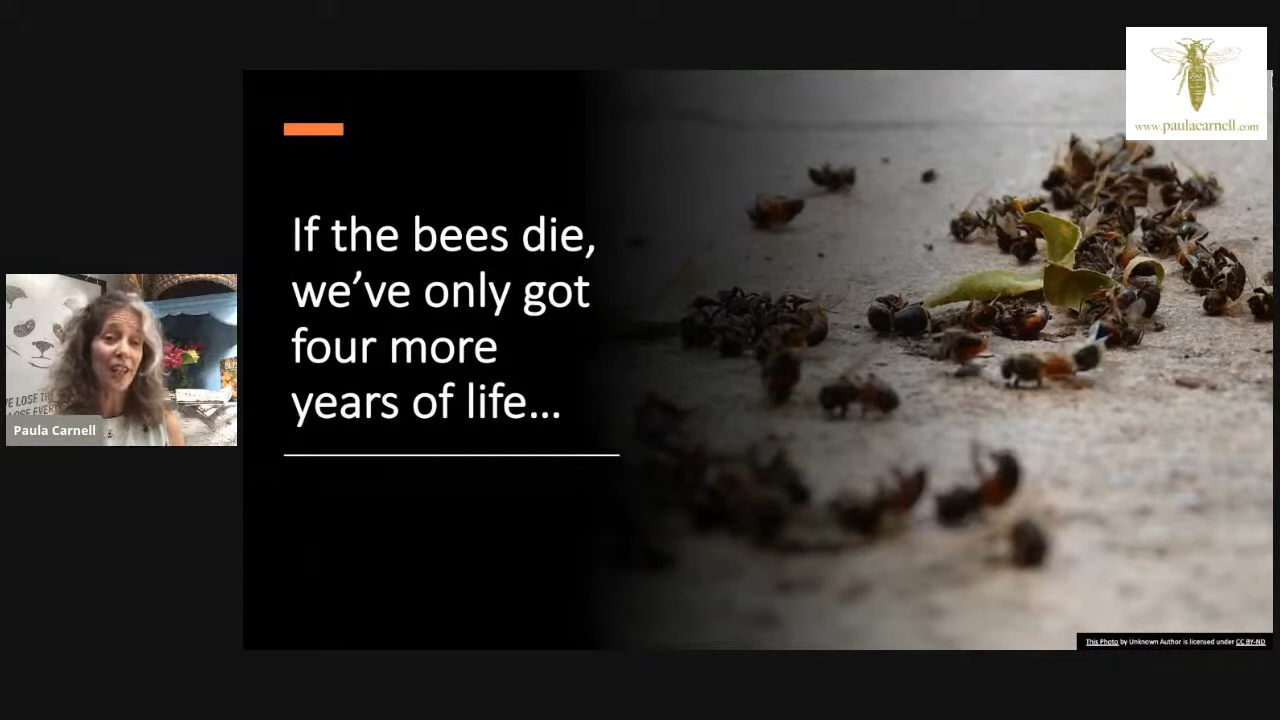 If the bees die,
we've only got
four more
years of life...
www.paulacarnell.com
Paula Carnell
This Photo by Unknown Author is licensed under CC BY-ND